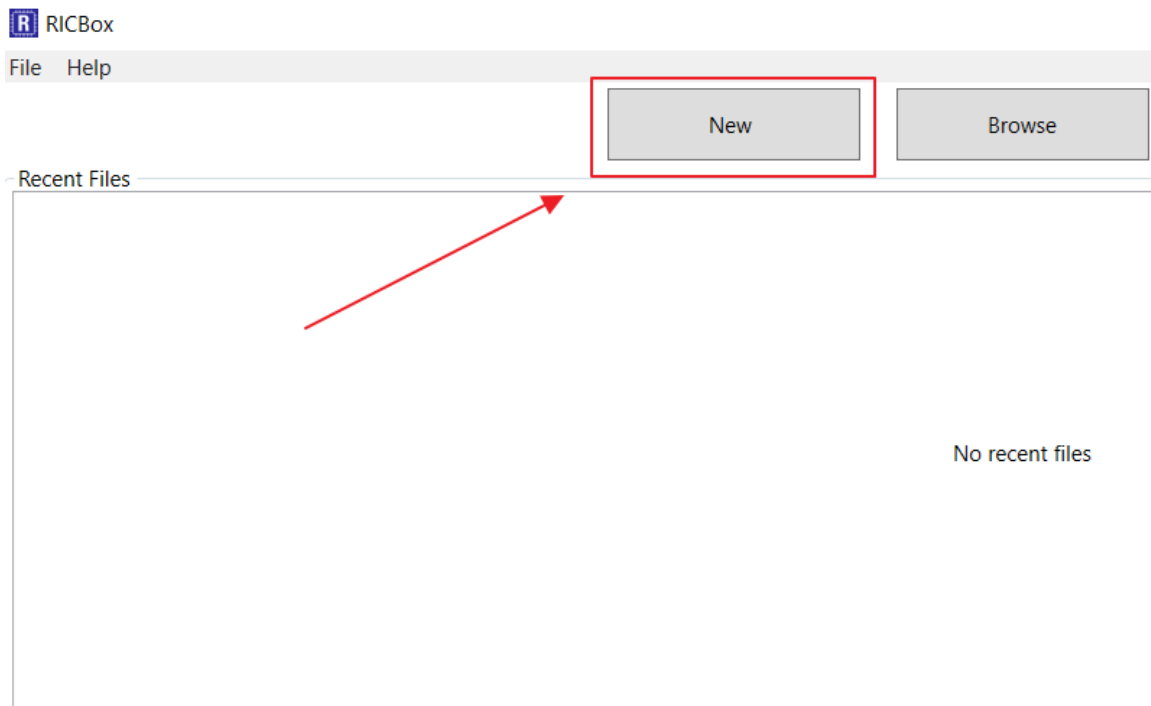 R RICBox
File Help
New Browse
Recent Files
No recent files